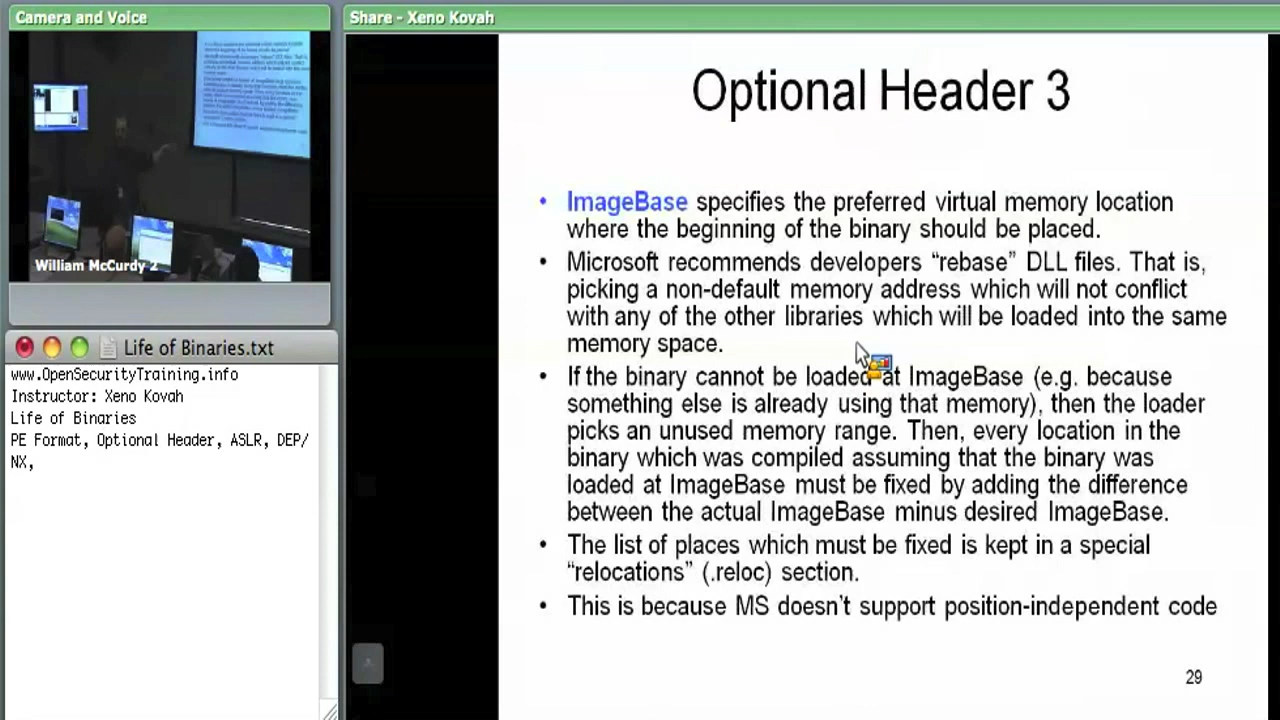 Camera and Voice
William McCurdy 2
Life of Binaries.txt
www.OpenSecurityTraining.info
Instructor: Xeno Kovah
Life of Binaries
PE Format, Optional Header, ASLR, DEP/
NX,
Share - Xeno Kovah
Optional Header 3
• ImageBase specifies the preferred virtual memory location
where the beginning of the binary should be placed.
• Microsoft recommends developers “rebase” DLL files. That is,
picking a non-default memory address which will not conflict
with any of the other libraries which will be loaded into the same
memory space.
• If the binary cannot be loaded at ImageBase (e.g. because
something else is already using that memory), then the loader
picks an unused memory range. Then, every location in the
binary which was compiled assuming that the binary was
loaded at ImageBase must be fixed by adding the difference
between the actual ImageBase minus desired ImageBase.
• The list of places which must be fixed is kept in a special
“relocations” (.reloc) section.
• This is because MS doesn’t support position-independent code
29